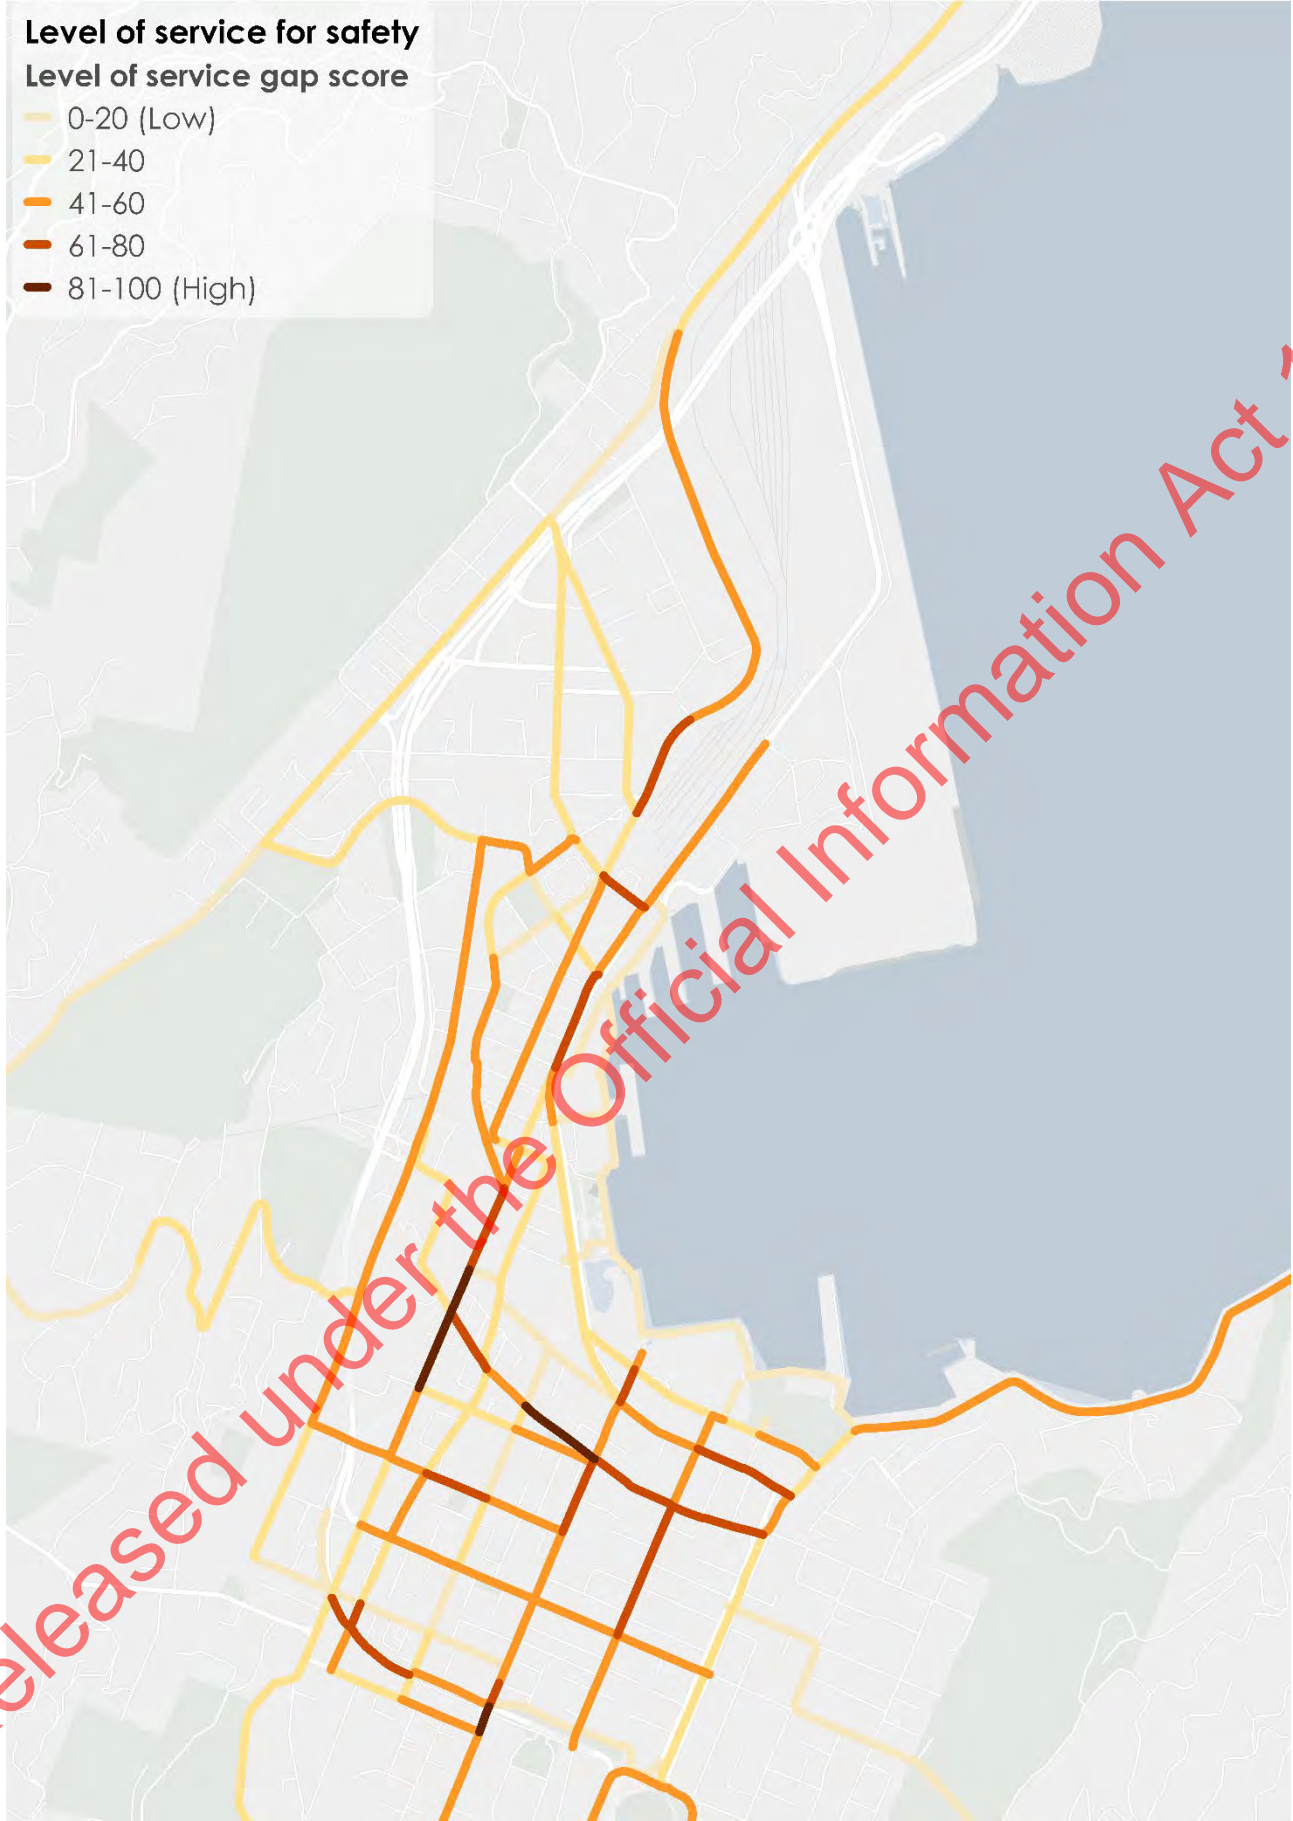 Level of service for safety
Level of service gap score
0-20 (Low)
21-40
41-60
61-80
81-100 (High)
eleased under the Official Information Act